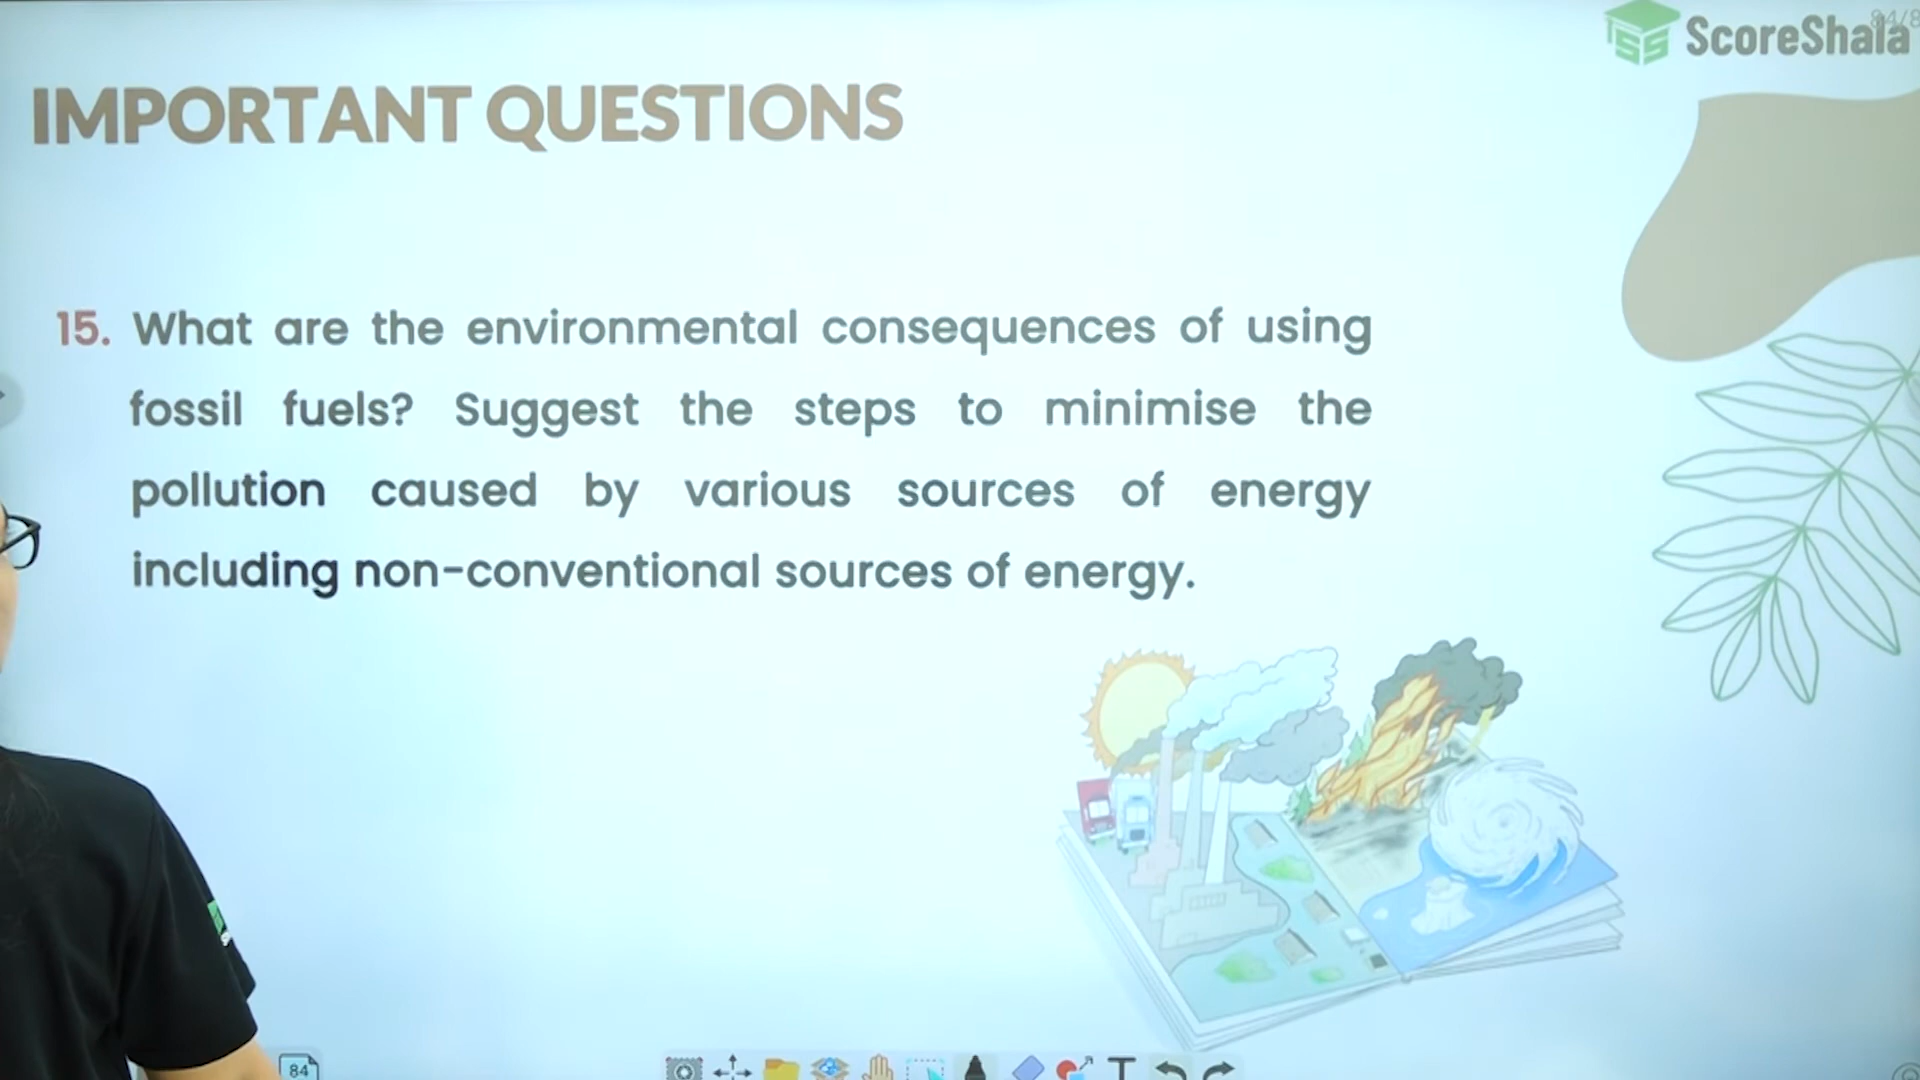 ScoreShala
IMPORTANT QUESTIONS
15. What are the environmental consequences of using
fossil fuels? Suggest the steps to minimise the
pollution caused by various sources of energy
including non-conventional sources of energy.
84